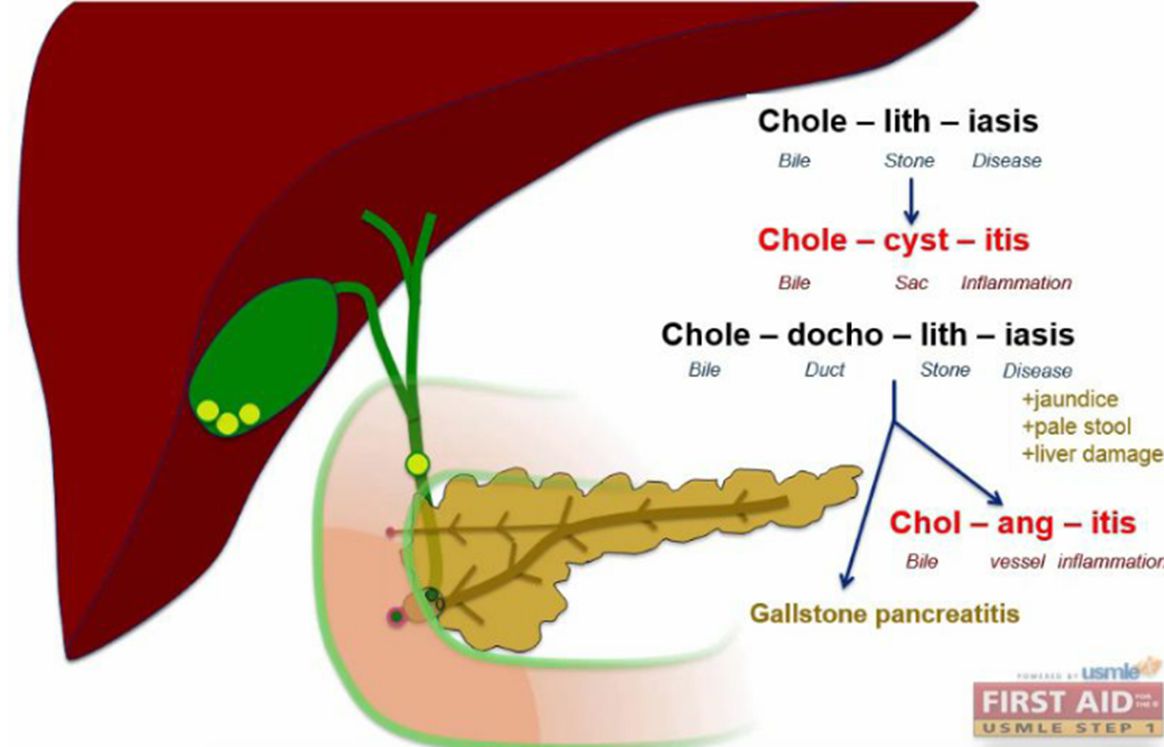 Chole – lith – iasis
Bile Stone Disease
Chole – cyst – itis
Bile Sac Inflammation
Chole – docho – lith – iasis
Bile Duct Stone Disease
+jaundice
+pale stool
+liver damage
Chol – ang – itis
Bile vessel inflammation
Gallstone pancreatitis
POWERED BY usmle
FIRST AID FOR THE ®
USMLE STEP 1